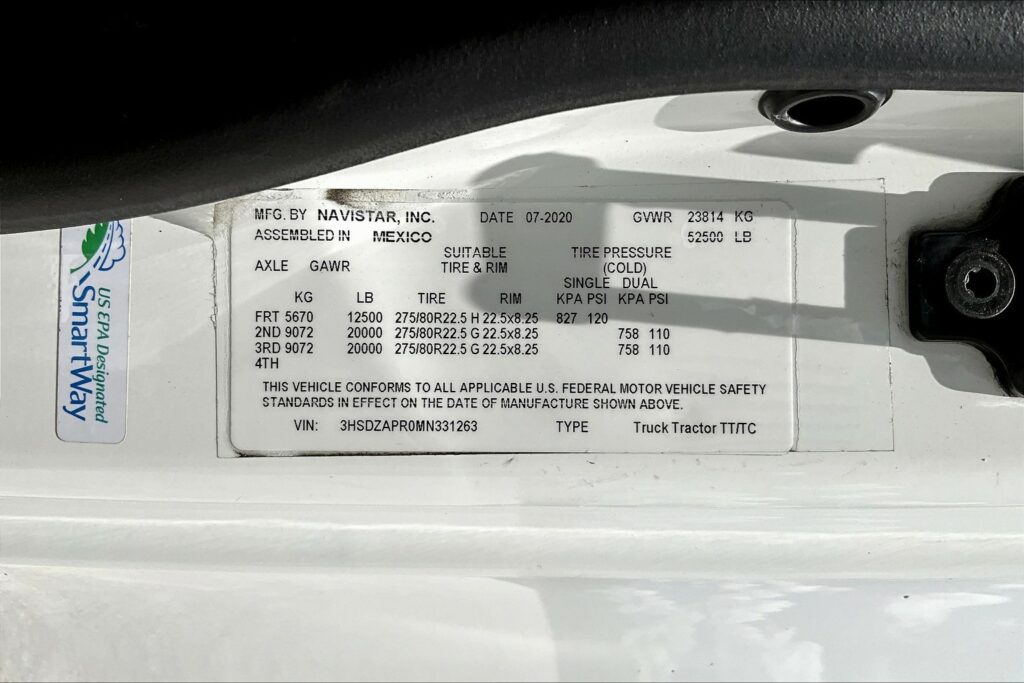 MFG. BY NAVISTAR, INC. DATE 07-2020 GVWR 23814 KG
ASSEMBLED IN MEXICO 52500 LB
SUITABLE TIRE PRESSURE
AXLE GAWR TIRE & RIM (COLD)
SINGLE DUAL
KG LB TIRE RIM KPA PSI KPA PSI
FRT 5670 12500 275/80R22.5 H 22.5x8.25 827 120
2ND 9072 20000 275/80R22.5 G 22.5x8.25 758 110
3RD 9072 20000 275/80R22.5 G 22.5x8.25 758 110
4TH
THIS VEHICLE CONFORMS TO ALL APPLICABLE U.S. FEDERAL MOTOR VEHICLE SAFETY
STANDARDS IN EFFECT ON THE DATE OF MANUFACTURE SHOWN ABOVE.
VIN: 3HSDZAPR0MN331263 TYPE Truck Tractor TT/TC
US EPA Designated
SmartWay